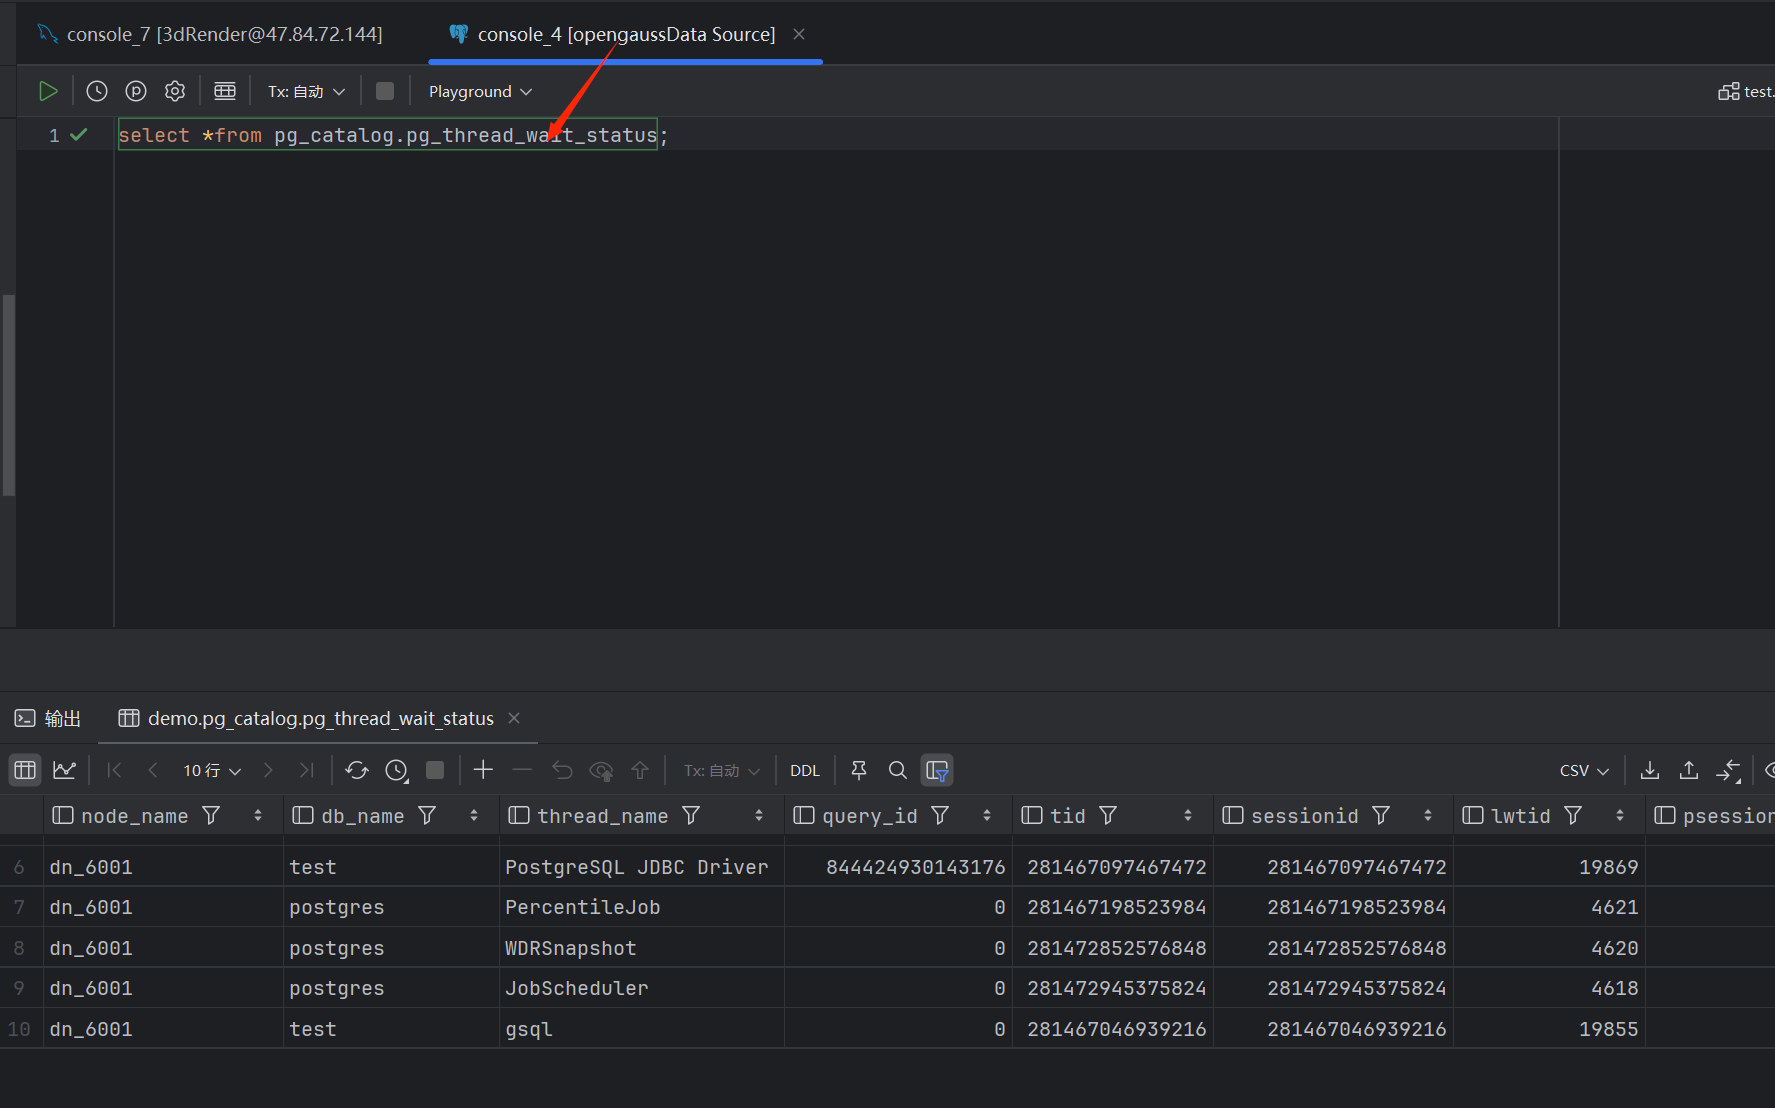 console_7 [3dRender@47.84.72.144] console_4 [opengaussData Source]
Tx: 自动 Playground test.
1 select *from pg_catalog.pg_thread_wait_status;
输出 demo.pg_catalog.pg_thread_wait_status
10 行 Tx: 自动 DDL CSV
node_name db_name thread_name query_id tid sessionid lwtid psession
6 dn_6001 test PostgreSQL JDBC Driver 844424930143176 281467097467472 281467097467472 19869
7 dn_6001 postgres PercentileJob 0 281467198523984 281467198523984 4621
8 dn_6001 postgres WDRSnapshot 0 281472852576848 281472852576848 4620
9 dn_6001 postgres JobScheduler 0 281472945375824 281472945375824 4618
10 dn_6001 test gsql 0 281467046939216 281467046939216 19855